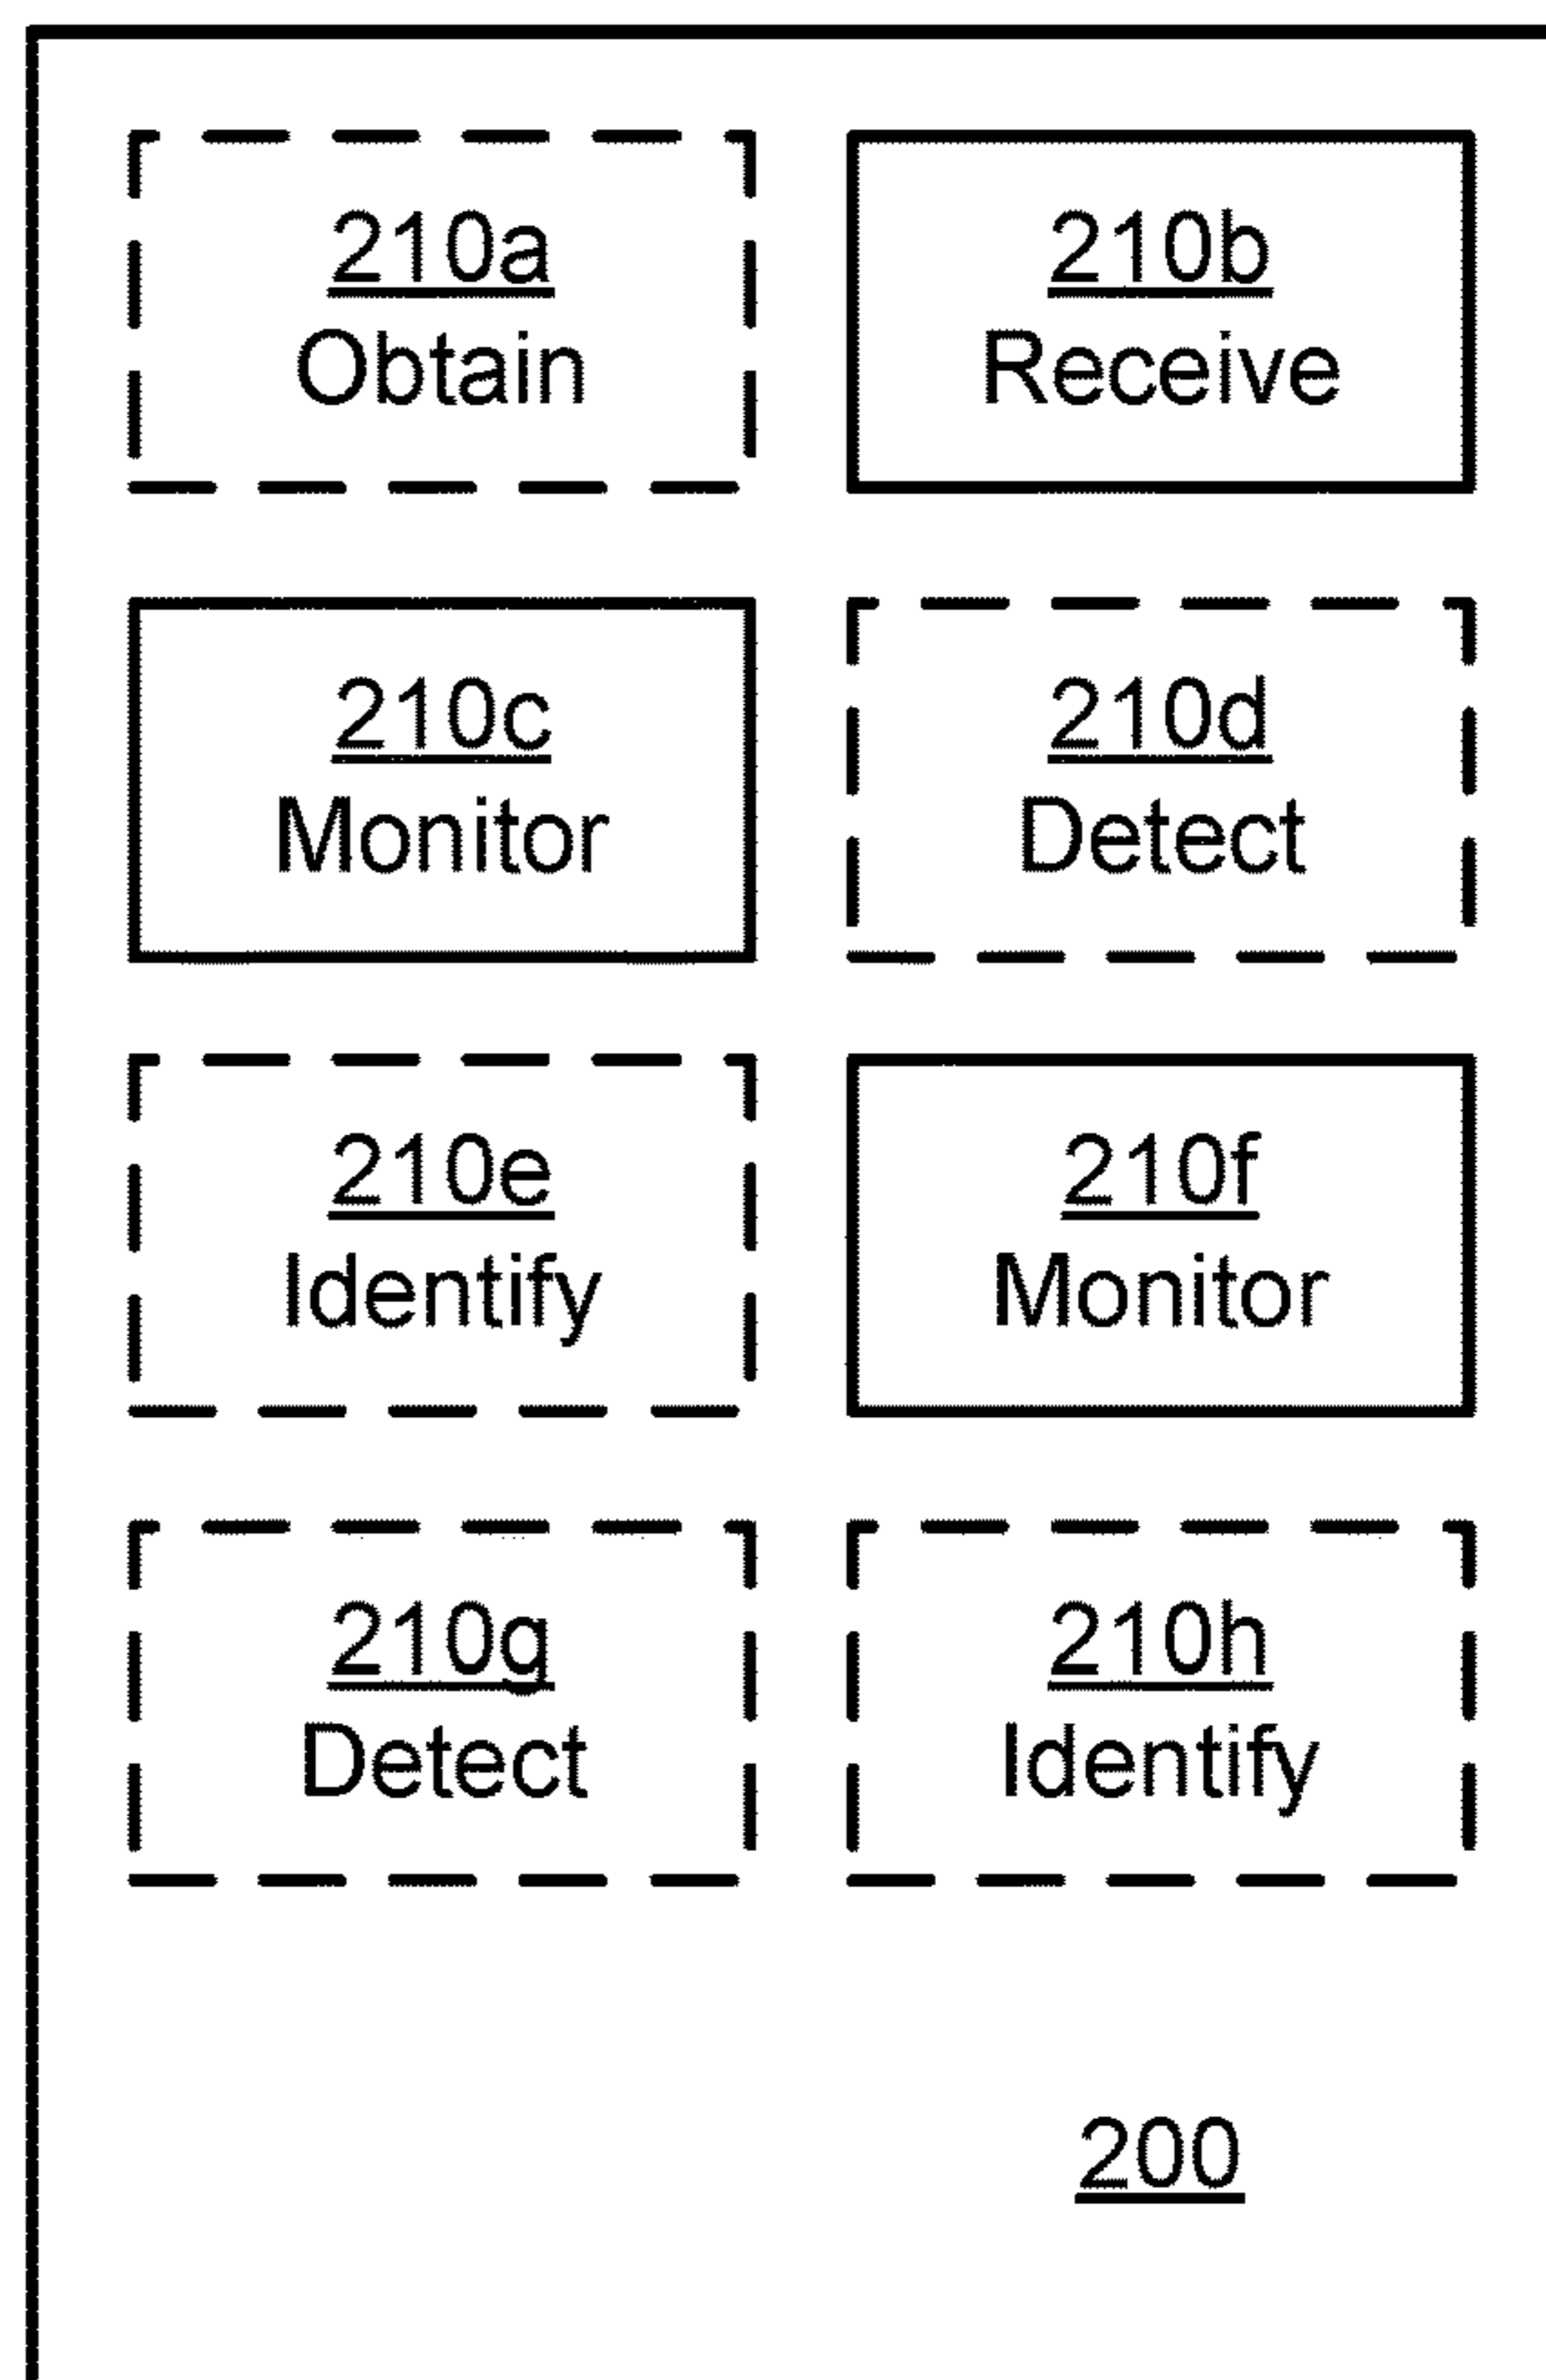 210a
Obtain
210b
Receive
210c
Monitor
210d
Detect
210e
Identify
210f
Monitor
210g
Detect
210h
Identify
200